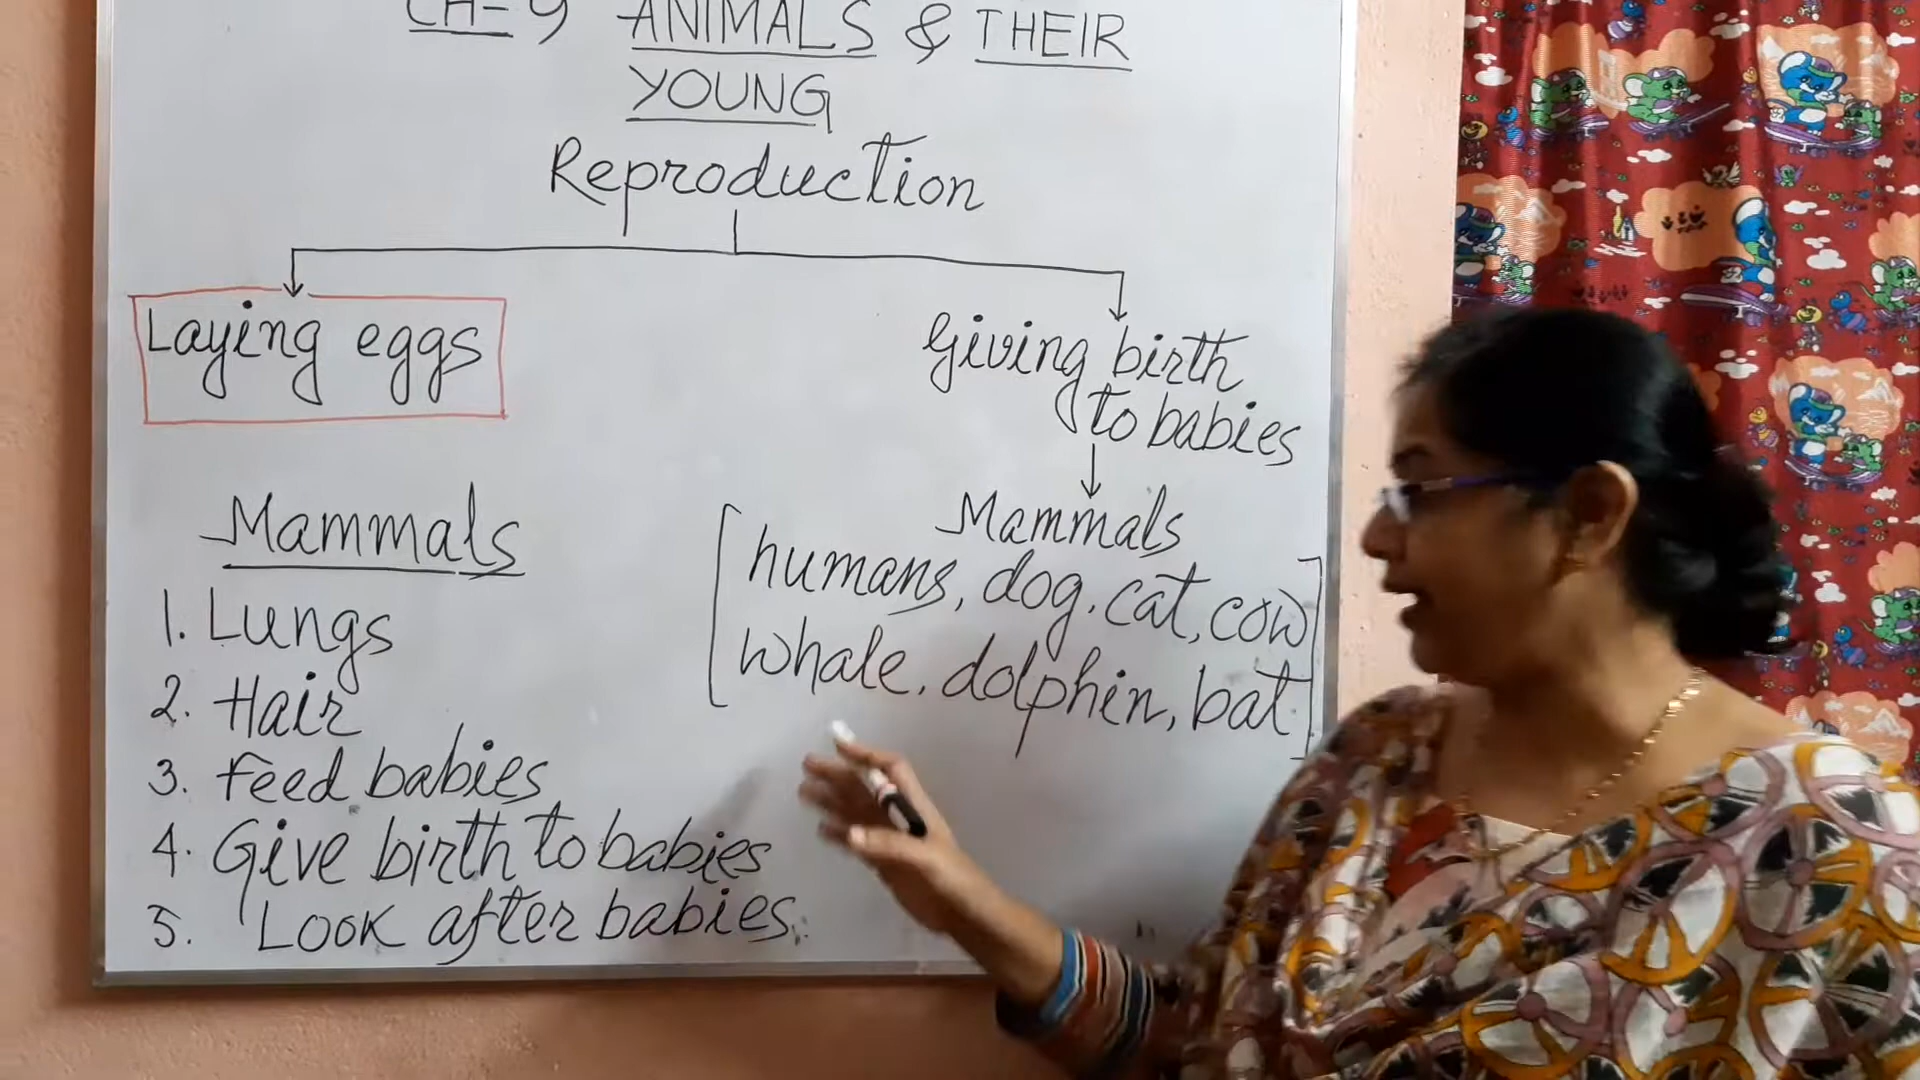 CH-9 ANIMALS & THEIR
YOUNG
Reproduction
Laying eggs
Giving birth
to babies
Mammals
humans, dog, cat, cow
whale, dolphin, bat
Mammals
1. Lungs
2. Hair
3. Feed babies
4. Give birth to babies
5. Look after babies.